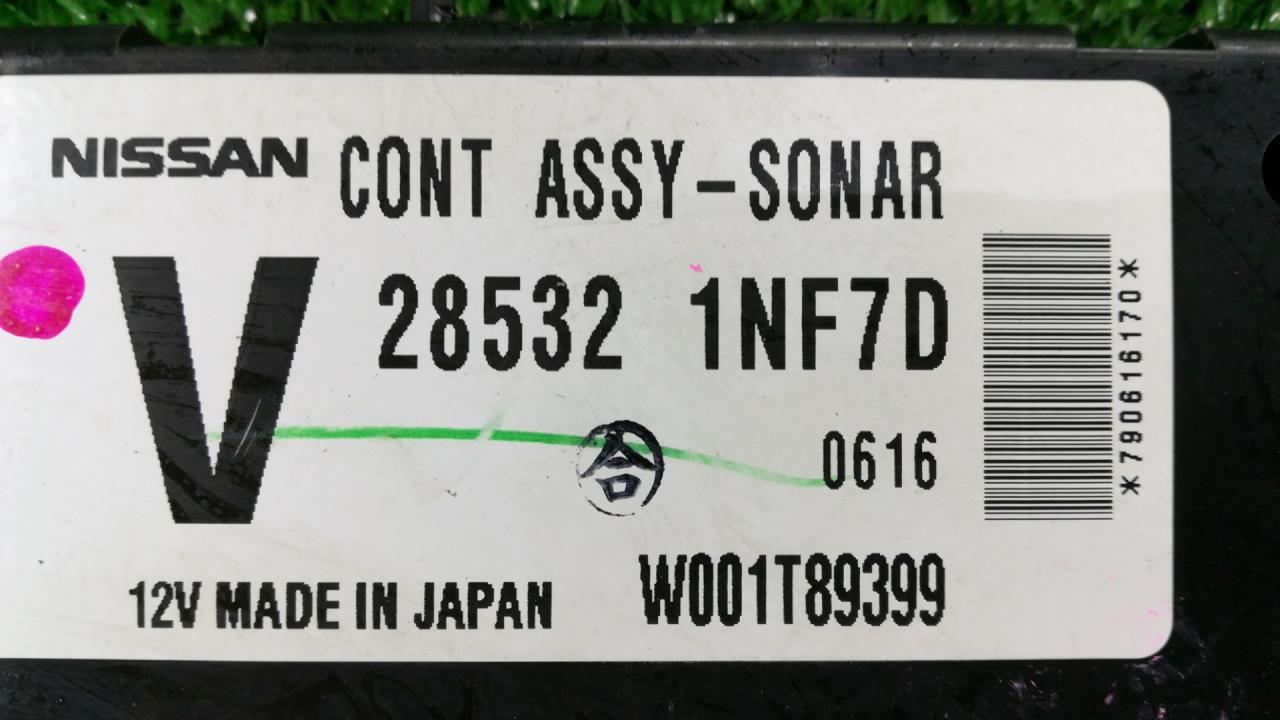 NISSAN CONT ASSY-SONAR
V
28532 1NF7D
合
0616
12V MADE IN JAPAN
W001T89399
*790616170*